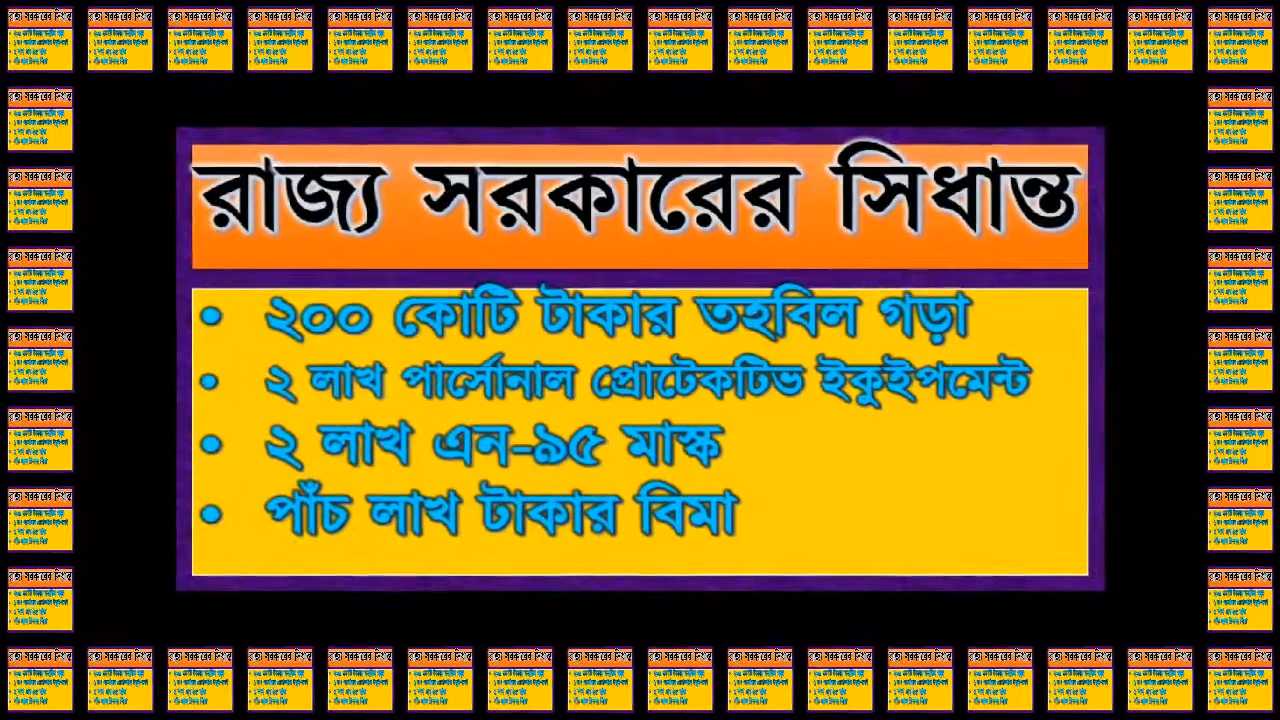 রাজ্য সরকারের সিধান্ত
• ২০০ কোটি টাকার তহবিল গড়া
• ২ লাখ পার্সোনাল প্রোটেকটিভ ইকুইপমেন্ট
• ২ লাখ এন-৯৫ মাস্ক
• পাঁচ লাখ টাকার বিমা